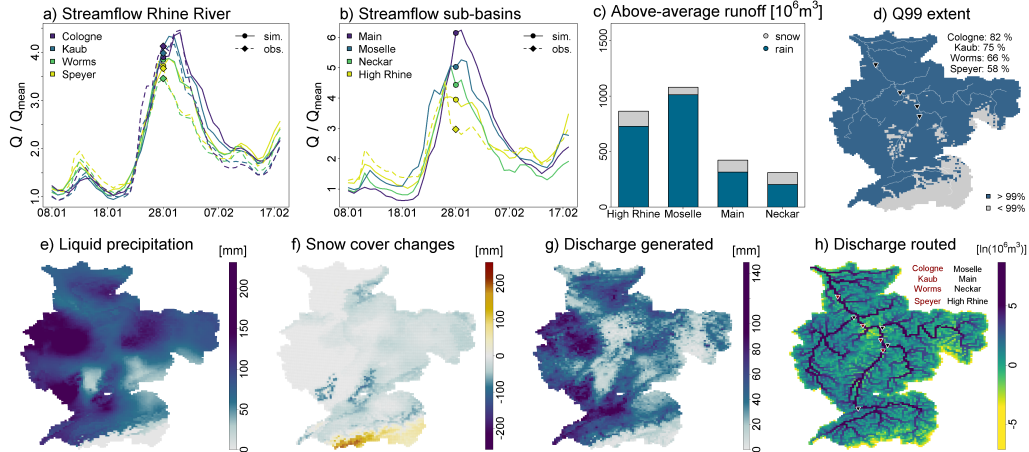 a) Streamflow Rhine River
Q / Qmean
1.0 2.0 3.0 4.0
Cologne
Kaub
Worms
Speyer
sim.
obs.
08.01 18.01 28.01 07.02 17.02
b) Streamflow sub-basins
Q / Qmean
1 2 3 4 5 6
Main
Moselle
Neckar
High Rhine
sim.
obs.
08.01 18.01 28.01 07.02 17.02
c) Above-average runoff [10⁶m³]
0 500 1000 1500
snow
rain
High Rhine Moselle Main Neckar
d) Q99 extent
Cologne: 82 %
Kaub: 75 %
Worms: 66 %
Speyer: 58 %
> 99%
< 99%
e) Liquid precipitation
[mm]
0 50 100 150 200
f) Snow cover changes
[mm]
-200 -100 0 100 200
g) Discharge generated
[mm]
0 20 40 60 80 100 140
h) Discharge routed
[ln(10⁶m³)]
Cologne Moselle
Kaub Main
Worms Neckar
Speyer High Rhine
-5 0 5